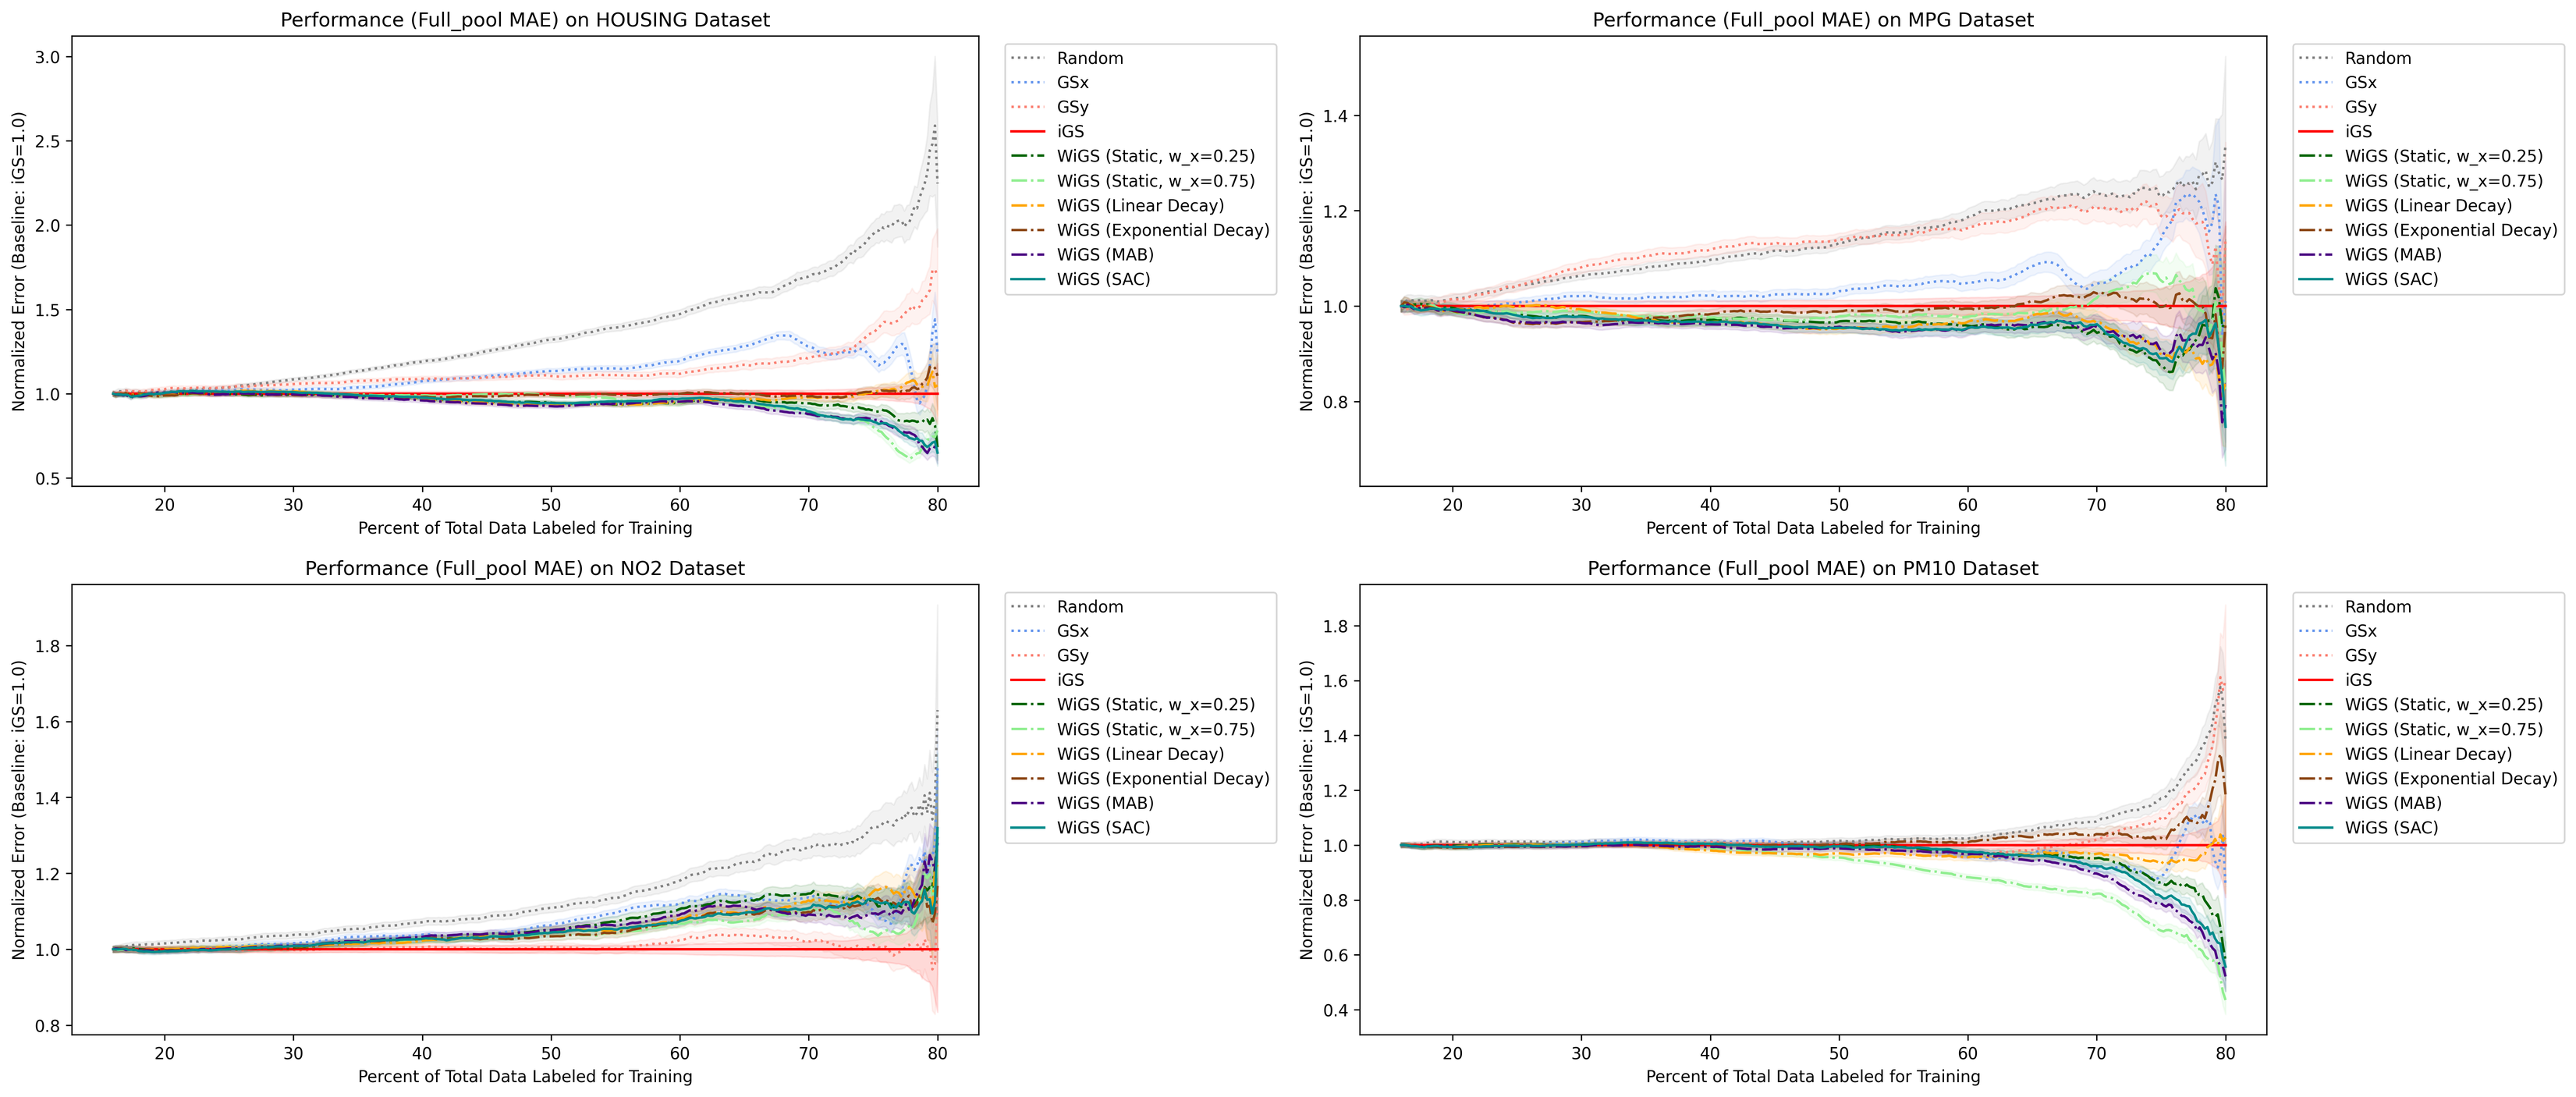 Performance (Full_pool MAE) on HOUSING Dataset
Normalized Error (Baseline: iGS=1.0)
3.0
2.5
2.0
1.5
1.0
0.5
20 30 40 50 60 70 80
Percent of Total Data Labeled for Training
Random
GSx
GSy
iGS
WiGS (Static, w_x=0.25)
WiGS (Static, w_x=0.75)
WiGS (Linear Decay)
WiGS (Exponential Decay)
WiGS (MAB)
WiGS (SAC)
Performance (Full_pool MAE) on MPG Dataset
Normalized Error (Baseline: iGS=1.0)
1.4
1.2
1.0
0.8
20 30 40 50 60 70 80
Percent of Total Data Labeled for Training
Random
GSx
GSy
iGS
WiGS (Static, w_x=0.25)
WiGS (Static, w_x=0.75)
WiGS (Linear Decay)
WiGS (Exponential Decay)
WiGS (MAB)
WiGS (SAC)
Performance (Full_pool MAE) on NO2 Dataset
Normalized Error (Baseline: iGS=1.0)
1.8
1.6
1.4
1.2
1.0
0.8
20 30 40 50 60 70 80
Percent of Total Data Labeled for Training
Random
GSx
GSy
iGS
WiGS (Static, w_x=0.25)
WiGS (Static, w_x=0.75)
WiGS (Linear Decay)
WiGS (Exponential Decay)
WiGS (MAB)
WiGS (SAC)
Performance (Full_pool MAE) on PM10 Dataset
Normalized Error (Baseline: iGS=1.0)
1.8
1.6
1.4
1.2
1.0
0.8
0.6
0.4
20 30 40 50 60 70 80
Percent of Total Data Labeled for Training
Random
GSx
GSy
iGS
WiGS (Static, w_x=0.25)
WiGS (Static, w_x=0.75)
WiGS (Linear Decay)
WiGS (Exponential Decay)
WiGS (MAB)
WiGS (SAC)